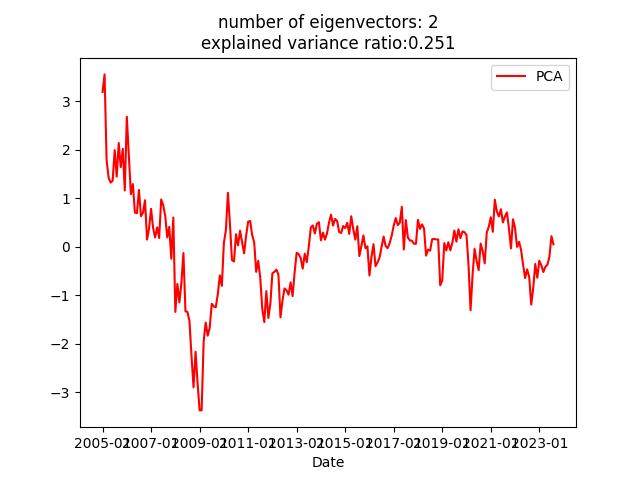 number of eigenvectors: 2
explained variance ratio:0.251
PCA
3
2
1
0
−1
−2
−3
2005-01 2007-01 2009-01 2011-01 2013-01 2015-01 2017-01 2019-01 2021-01 2023-01
Date